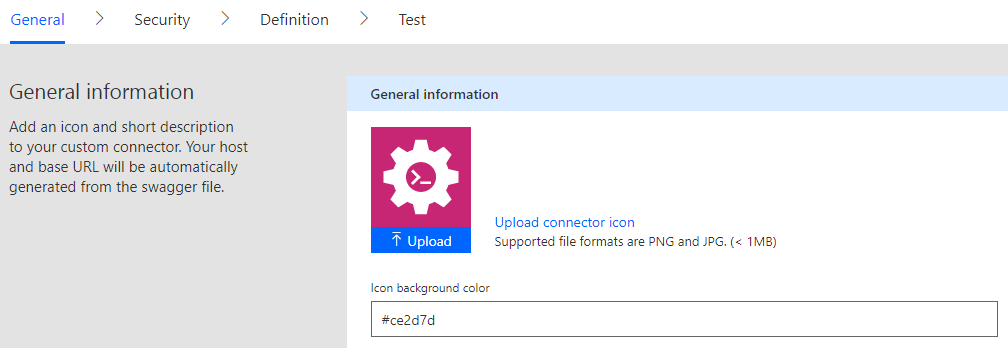 General > Security > Definition > Test
General information
Add an icon and short description
to your custom connector. Your host
and base URL will be automatically
generated from the swagger file.
General information
Upload
Upload connector icon
Supported file formats are PNG and JPG. (< 1MB)
Icon background color
#ce2d7d